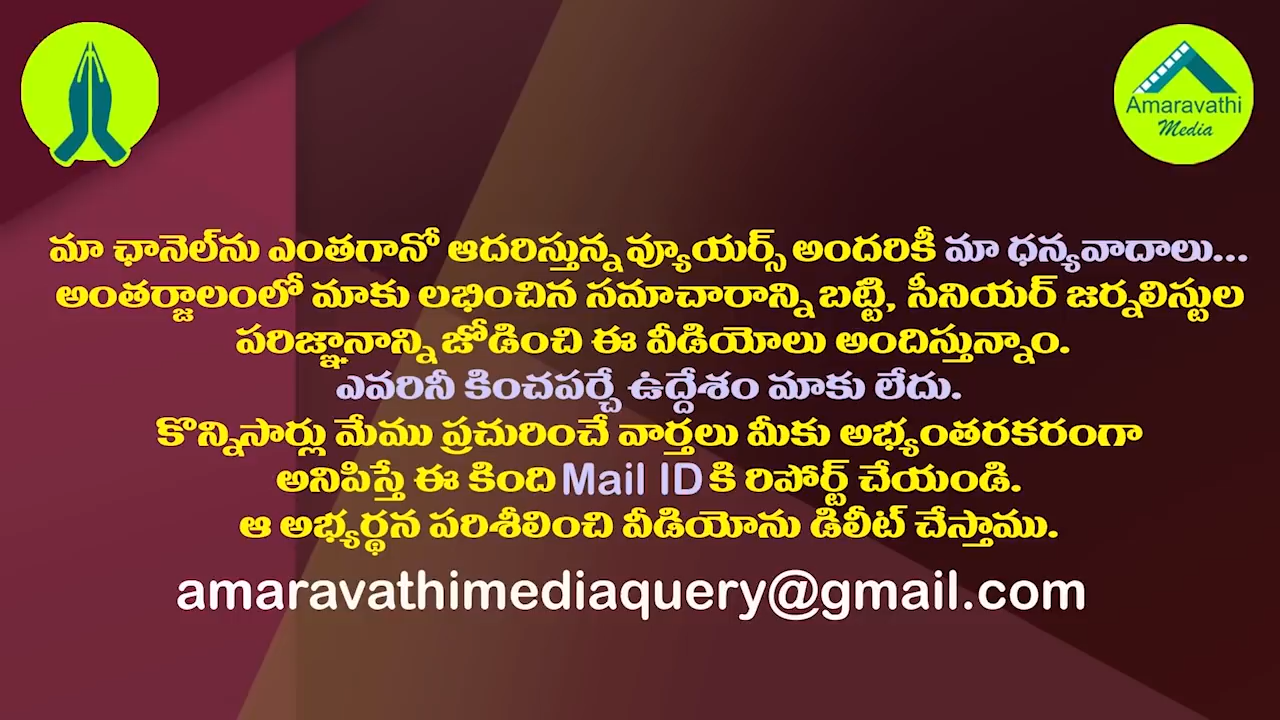 Amaravathi
Media
మా ఛానెల్‌ను ఎంతగానో ఆదరిస్తున్న వ్యూయర్స్ అందరికీ మా ధన్యవాదాలు...
అంతర్జాలంలో మాకు లభించిన సమాచారాన్ని బట్టి, సీనియర్ జర్నలిస్టుల
పరిజ్ఞానాన్ని జోడించి ఈ వీడియోలు అందిస్తున్నాం.
ఎవరినీ కించపర్చే ఉద్దేశం మాకు లేదు.
కొన్నిసార్లు మేము ప్రచురించే వార్తలు మీకు అభ్యంతరకరంగా
అనిపిస్తే ఈ కింది Mail ID కి రిపోర్ట్ చేయండి.
ఆ అభ్యర్థన పరిశీలించి వీడియోను డిలీట్ చేస్తాము.
amaravathimediaquery@gmail.com